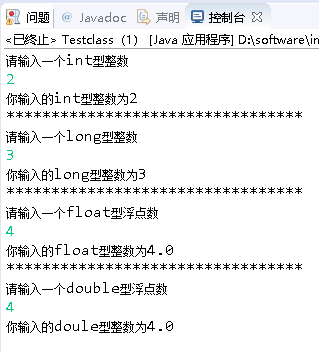 问题 @ Javadoc 声明 控制台
<已终止> Testclass (1) [Java 应用程序] D:\software\in
请输入一个int型整数
2
你输入的int型整数为2
*********************************
请输入一个long型整数
3
你输入的long型整数为3
*********************************
请输入一个float型浮点数
4
你输入的float型整数为4.0
*********************************
请输入一个double型浮点数
4
你输入的doule型整数为4.0